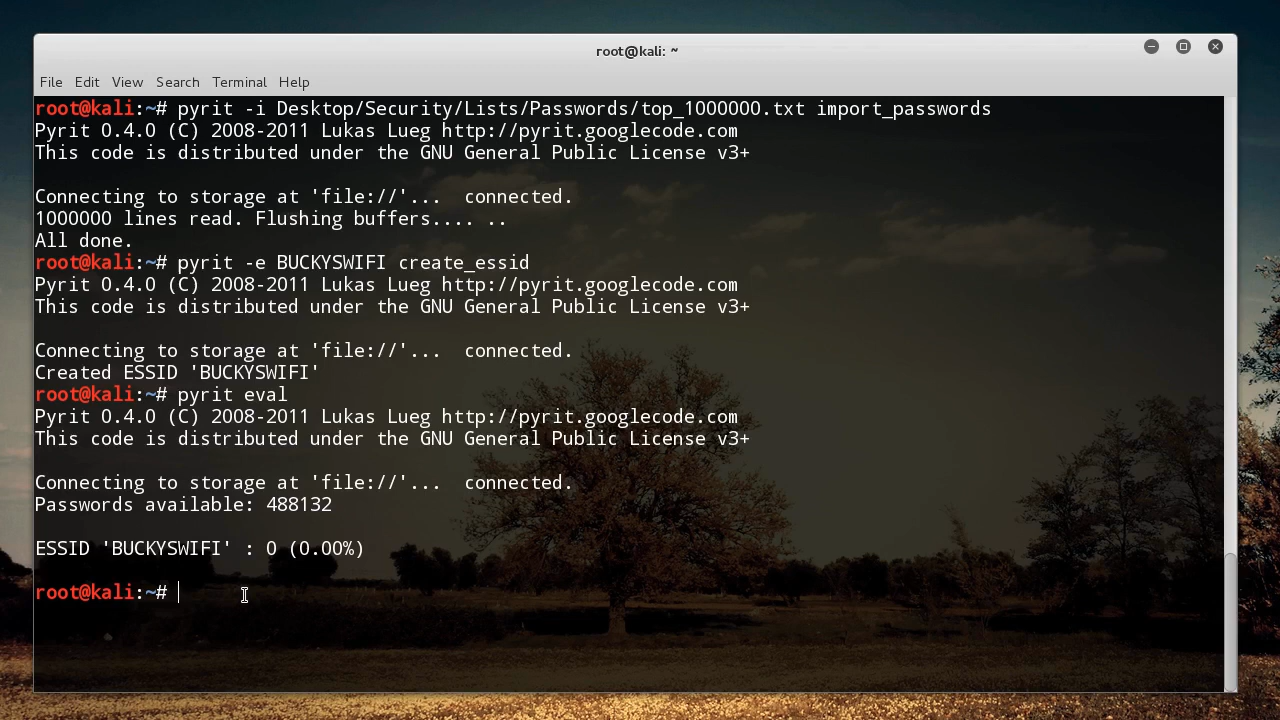 root@kali: ~
File Edit View Search Terminal Help
root@kali:~# pyrit -i Desktop/Security/Lists/Passwords/top_1000000.txt import_passwords
Pyrit 0.4.0 (C) 2008-2011 Lukas Lueg http://pyrit.googlecode.com
This code is distributed under the GNU General Public License v3+
Connecting to storage at 'file://'...  connected.
1000000 lines read. Flushing buffers.... ..
All done.
root@kali:~# pyrit -e BUCKYSWIFI create_essid
Pyrit 0.4.0 (C) 2008-2011 Lukas Lueg http://pyrit.googlecode.com
This code is distributed under the GNU General Public License v3+
Connecting to storage at 'file://'...  connected.
Created ESSID 'BUCKYSWIFI'
root@kali:~# pyrit eval
Pyrit 0.4.0 (C) 2008-2011 Lukas Lueg http://pyrit.googlecode.com
This code is distributed under the GNU General Public License v3+
Connecting to storage at 'file://'...  connected.
Passwords available: 488132
ESSID 'BUCKYSWIFI' : 0 (0.00%)
root@kali:~#